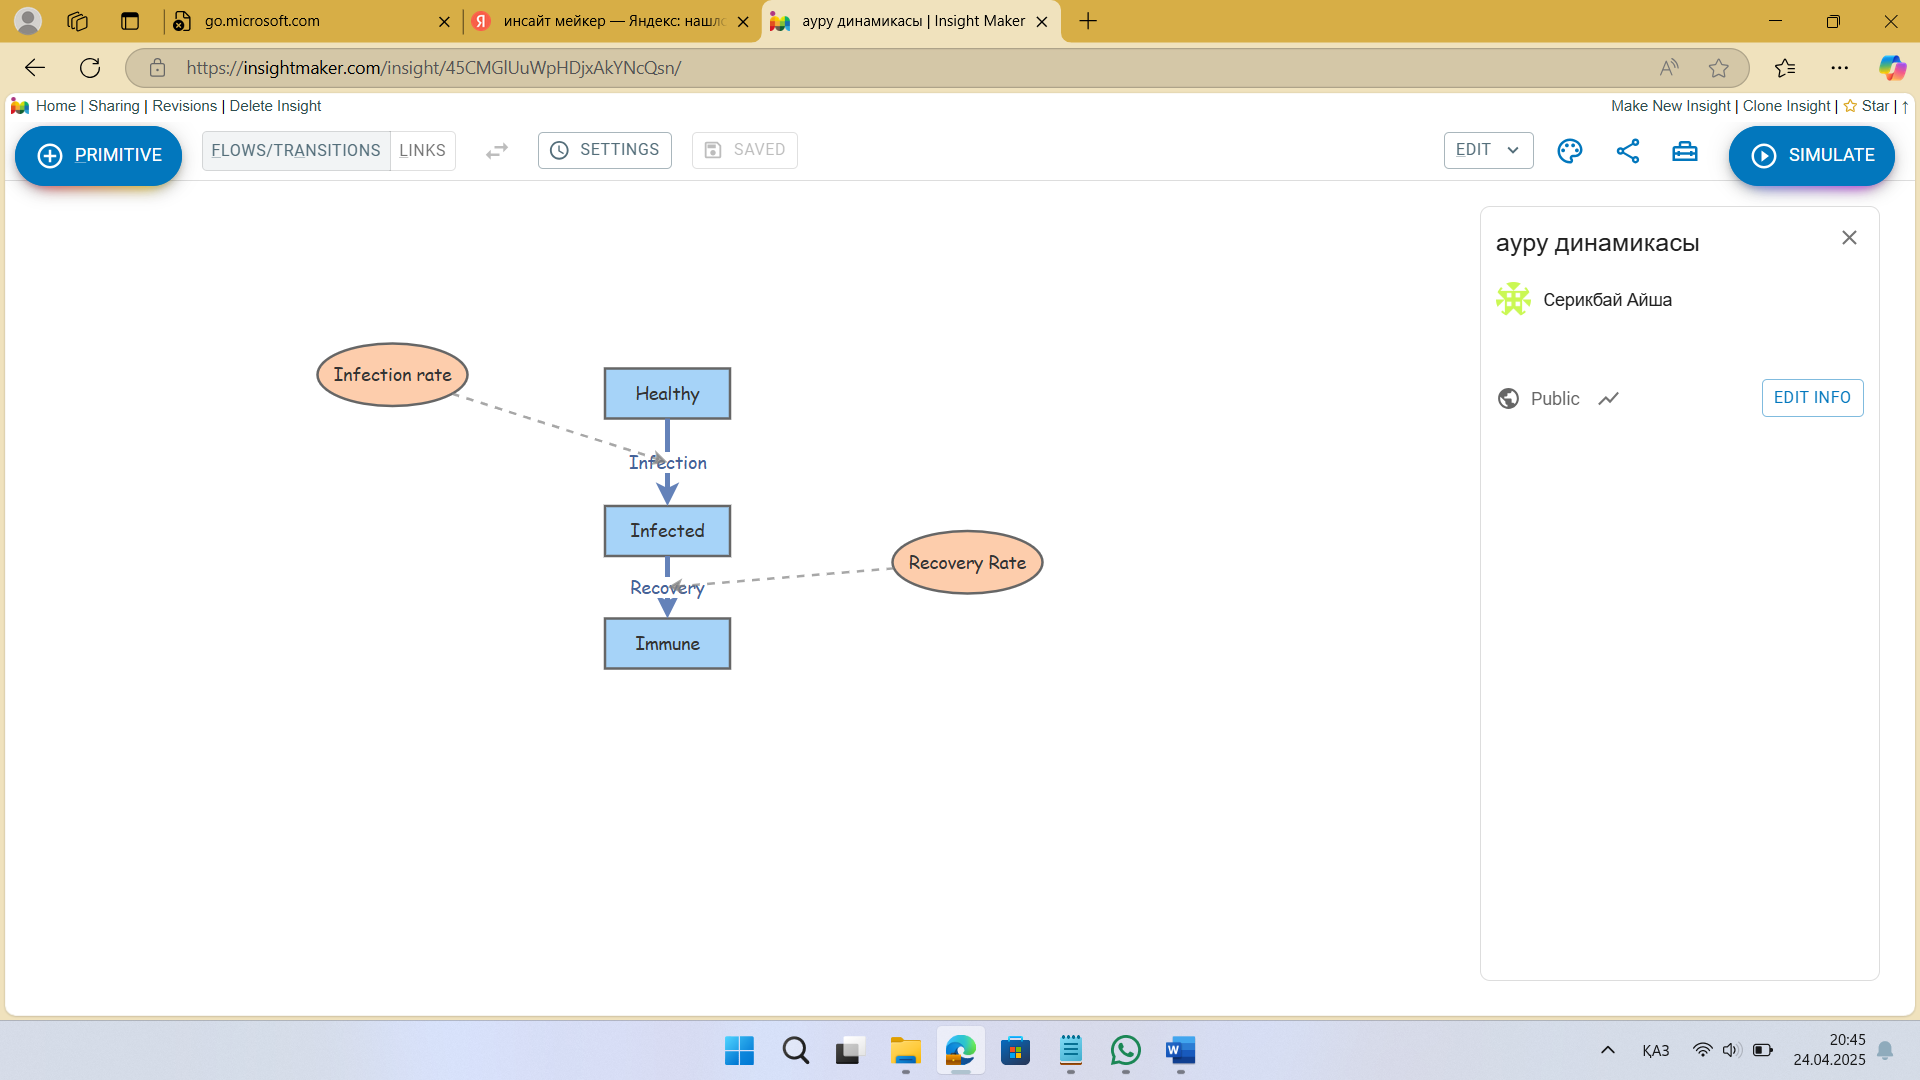 go.microsoft.com
инсайт мейкер — Яндекс: нашло
ауру динамикасы | Insight Maker
https://insightmaker.com/insight/45CMGlUuWpHDjxAkYNcQsn/
Home | Sharing | Revisions | Delete Insight
Make New Insight | Clone Insight | ☆ Star | ↑
PRIMITIVE
FLOWS/TRANSITIONS
LINKS
SETTINGS
SAVED
EDIT
SIMULATE
ауру динамикасы
Серикбай Айша
Public
EDIT INFO
Infection rate
Healthy
Infection
Infected
Recovery Rate
Recovery
Immune
ҚАЗ
20:45
24.04.2025